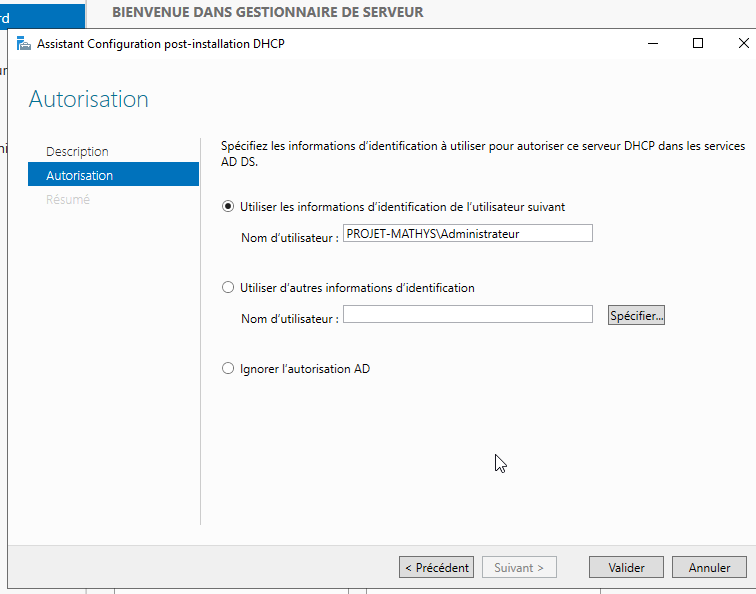 rd
BIENVENUE DANS GESTIONNAIRE DE SERVEUR
Assistant Configuration post-installation DHCP
ur
Autorisation
Spécifiez les informations d'identification à utiliser pour autoriser ce serveur DHCP dans les services
AD DS.
Description
Autorisation
Résumé
Utiliser les informations d'identification de l'utilisateur suivant
Nom d'utilisateur : PROJET-MATHYS\Administrateur
Utiliser d'autres informations d'identification
Nom d'utilisateur : Spécifier...
Ignorer l'autorisation AD
< Précédent Suivant > Valider Annuler